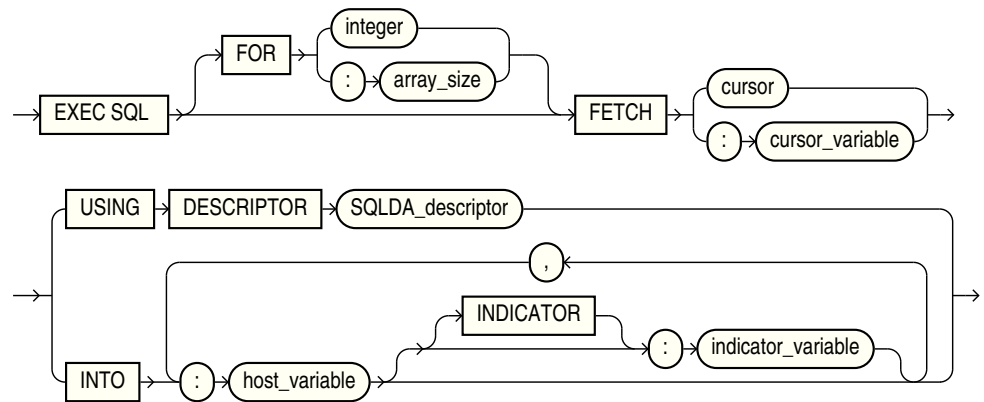 integer
FOR
: array_size
EXEC SQL
FETCH
cursor
: cursor_variable
USING DESCRIPTOR SQLDA_descriptor
,
INDICATOR
: indicator_variable
INTO : host_variable